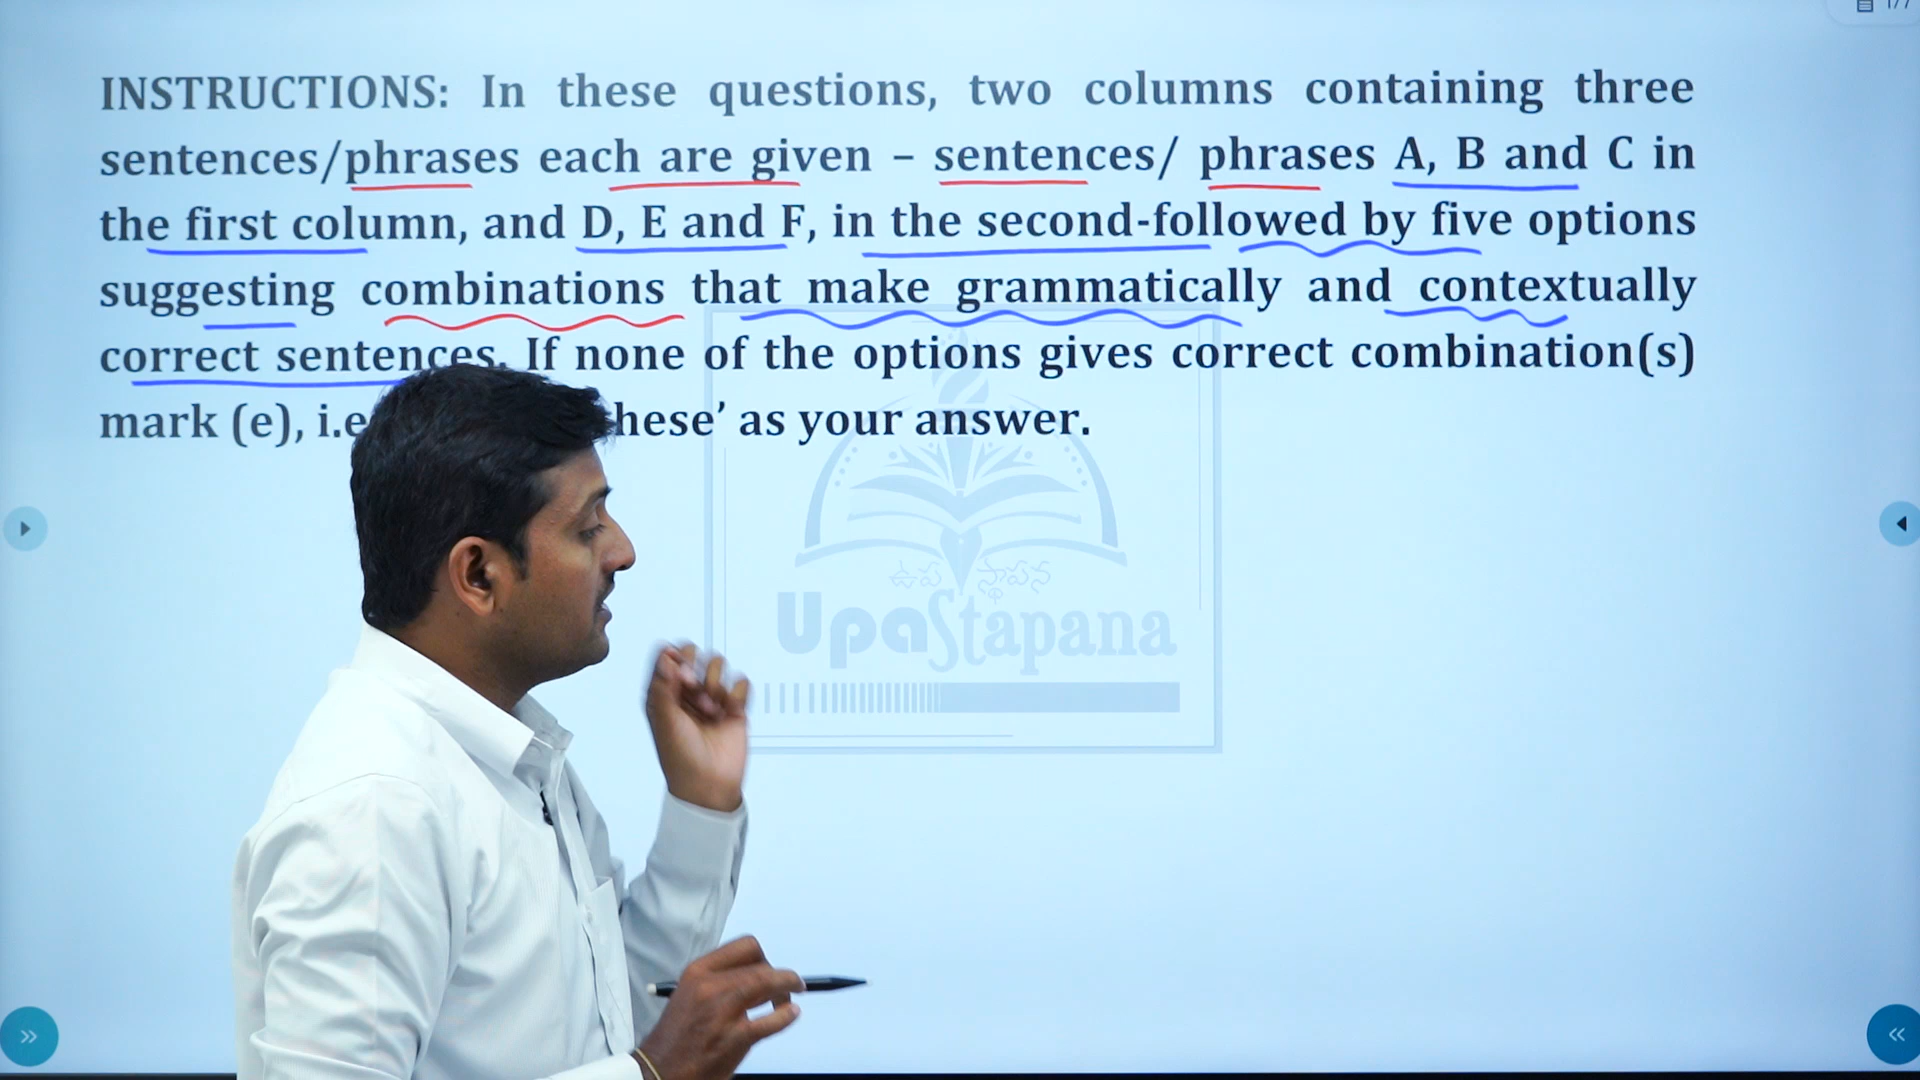 1/7
INSTRUCTIONS: In these questions, two columns containing three
sentences/phrases each are given – sentences/ phrases A, B and C in
the first column, and D, E and F, in the second-followed by five options
suggesting combinations that make grammatically and contextually
correct sentences. If none of the options gives correct combination(s)
mark (e), i.e hese’ as your answer.
ఉప స్థాపన
UpaStapana